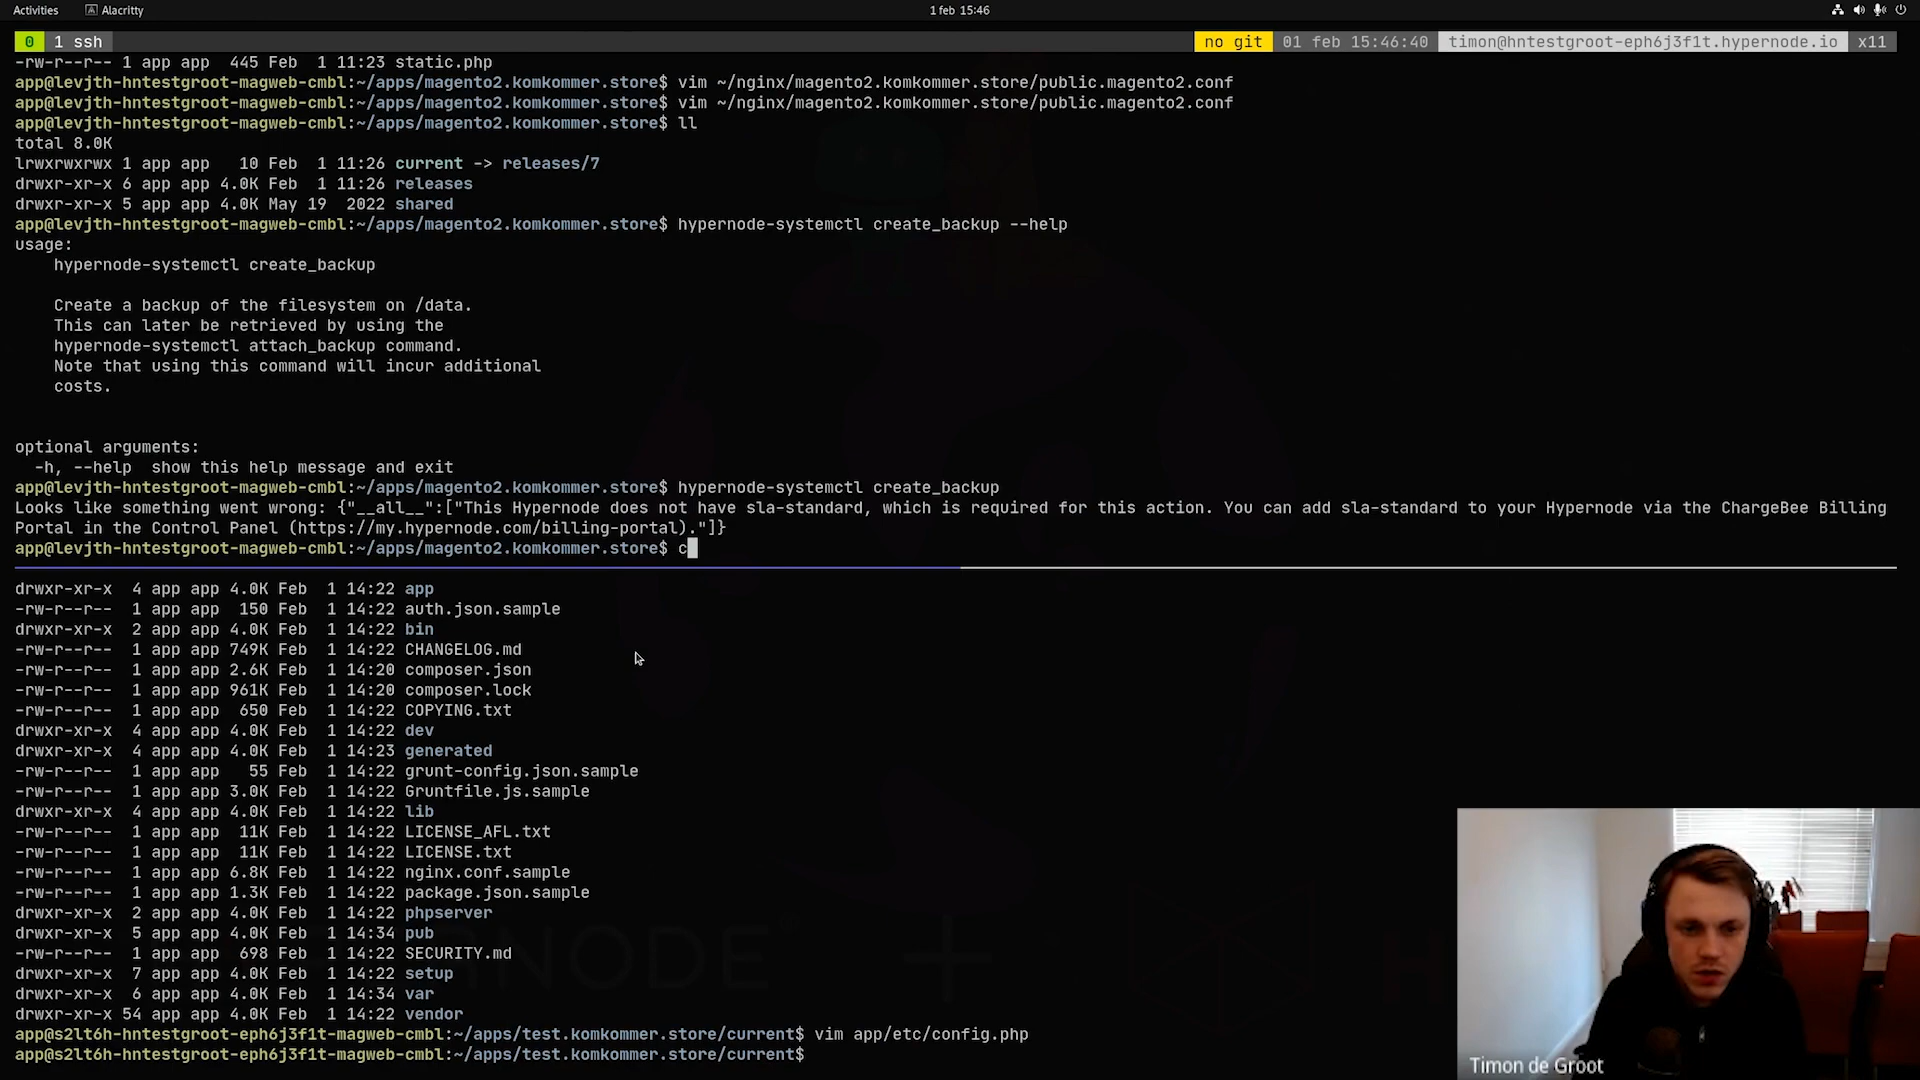 Activities Alacritty 1 feb 15:46
0 1 ssh no git 01 feb 15:46:40 timon@hntestgroot-eph6j3f1t.hypernode.io x11
-rw-r--r-- 1 app app  445 Feb  1 11:23 static.php
app@levjth-hntestgroot-magweb-cmbl:~/apps/magento2.komkommer.store$ vim ~/nginx/magento2.komkommer.store/public.magento2.conf
app@levjth-hntestgroot-magweb-cmbl:~/apps/magento2.komkommer.store$ vim ~/nginx/magento2.komkommer.store/public.magento2.conf
app@levjth-hntestgroot-magweb-cmbl:~/apps/magento2.komkommer.store$ ll
total 8.0K
lrwxrwxrwx 1 app app   10 Feb  1 11:26 current -> releases/7
drwxr-xr-x 6 app app 4.0K Feb  1 11:26 releases
drwxr-xr-x 5 app app 4.0K May 19  2022 shared
app@levjth-hntestgroot-magweb-cmbl:~/apps/magento2.komkommer.store$ hypernode-systemctl create_backup --help
usage:
    hypernode-systemctl create_backup
    Create a backup of the filesystem on /data.
    This can later be retrieved by using the
    hypernode-systemctl attach_backup command.
    Note that using this command will incur additional
    costs.
optional arguments:
  -h, --help  show this help message and exit
app@levjth-hntestgroot-magweb-cmbl:~/apps/magento2.komkommer.store$ hypernode-systemctl create_backup
Looks like something went wrong: {"__all__":["This Hypernode does not have sla-standard, which is required for this action. You can add sla-standard to your Hypernode via the ChargeBee Billing
Portal in the Control Panel (https://my.hypernode.com/billing-portal)."]}
app@levjth-hntestgroot-magweb-cmbl:~/apps/magento2.komkommer.store$ c
drwxr-xr-x  4 app app 4.0K Feb  1 14:22 app
-rw-r--r--  1 app app  150 Feb  1 14:22 auth.json.sample
drwxr-xr-x  2 app app 4.0K Feb  1 14:22 bin
-rw-r--r--  1 app app 749K Feb  1 14:22 CHANGELOG.md
-rw-r--r--  1 app app 2.6K Feb  1 14:20 composer.json
-rw-r--r--  1 app app 961K Feb  1 14:20 composer.lock
-rw-r--r--  1 app app  650 Feb  1 14:22 COPYING.txt
drwxr-xr-x  4 app app 4.0K Feb  1 14:22 dev
drwxr-xr-x  4 app app 4.0K Feb  1 14:23 generated
-rw-r--r--  1 app app   55 Feb  1 14:22 grunt-config.json.sample
-rw-r--r--  1 app app 3.0K Feb  1 14:22 Gruntfile.js.sample
drwxr-xr-x  4 app app 4.0K Feb  1 14:22 lib
-rw-r--r--  1 app app  11K Feb  1 14:22 LICENSE_AFL.txt
-rw-r--r--  1 app app  11K Feb  1 14:22 LICENSE.txt
-rw-r--r--  1 app app 6.8K Feb  1 14:22 nginx.conf.sample
-rw-r--r--  1 app app 1.3K Feb  1 14:22 package.json.sample
drwxr-xr-x  2 app app 4.0K Feb  1 14:22 phpserver
drwxr-xr-x  5 app app 4.0K Feb  1 14:34 pub
-rw-r--r--  1 app app  698 Feb  1 14:22 SECURITY.md
drwxr-xr-x  7 app app 4.0K Feb  1 14:22 setup
drwxr-xr-x  6 app app 4.0K Feb  1 14:34 var
drwxr-xr-x 54 app app 4.0K Feb  1 14:22 vendor
app@s2lt6h-hntestgroot-eph6j3f1t-magweb-cmbl:~/apps/test.komkommer.store/current$ vim app/etc/config.php
app@s2lt6h-hntestgroot-eph6j3f1t-magweb-cmbl:~/apps/test.komkommer.store/current$
Timon de Groot